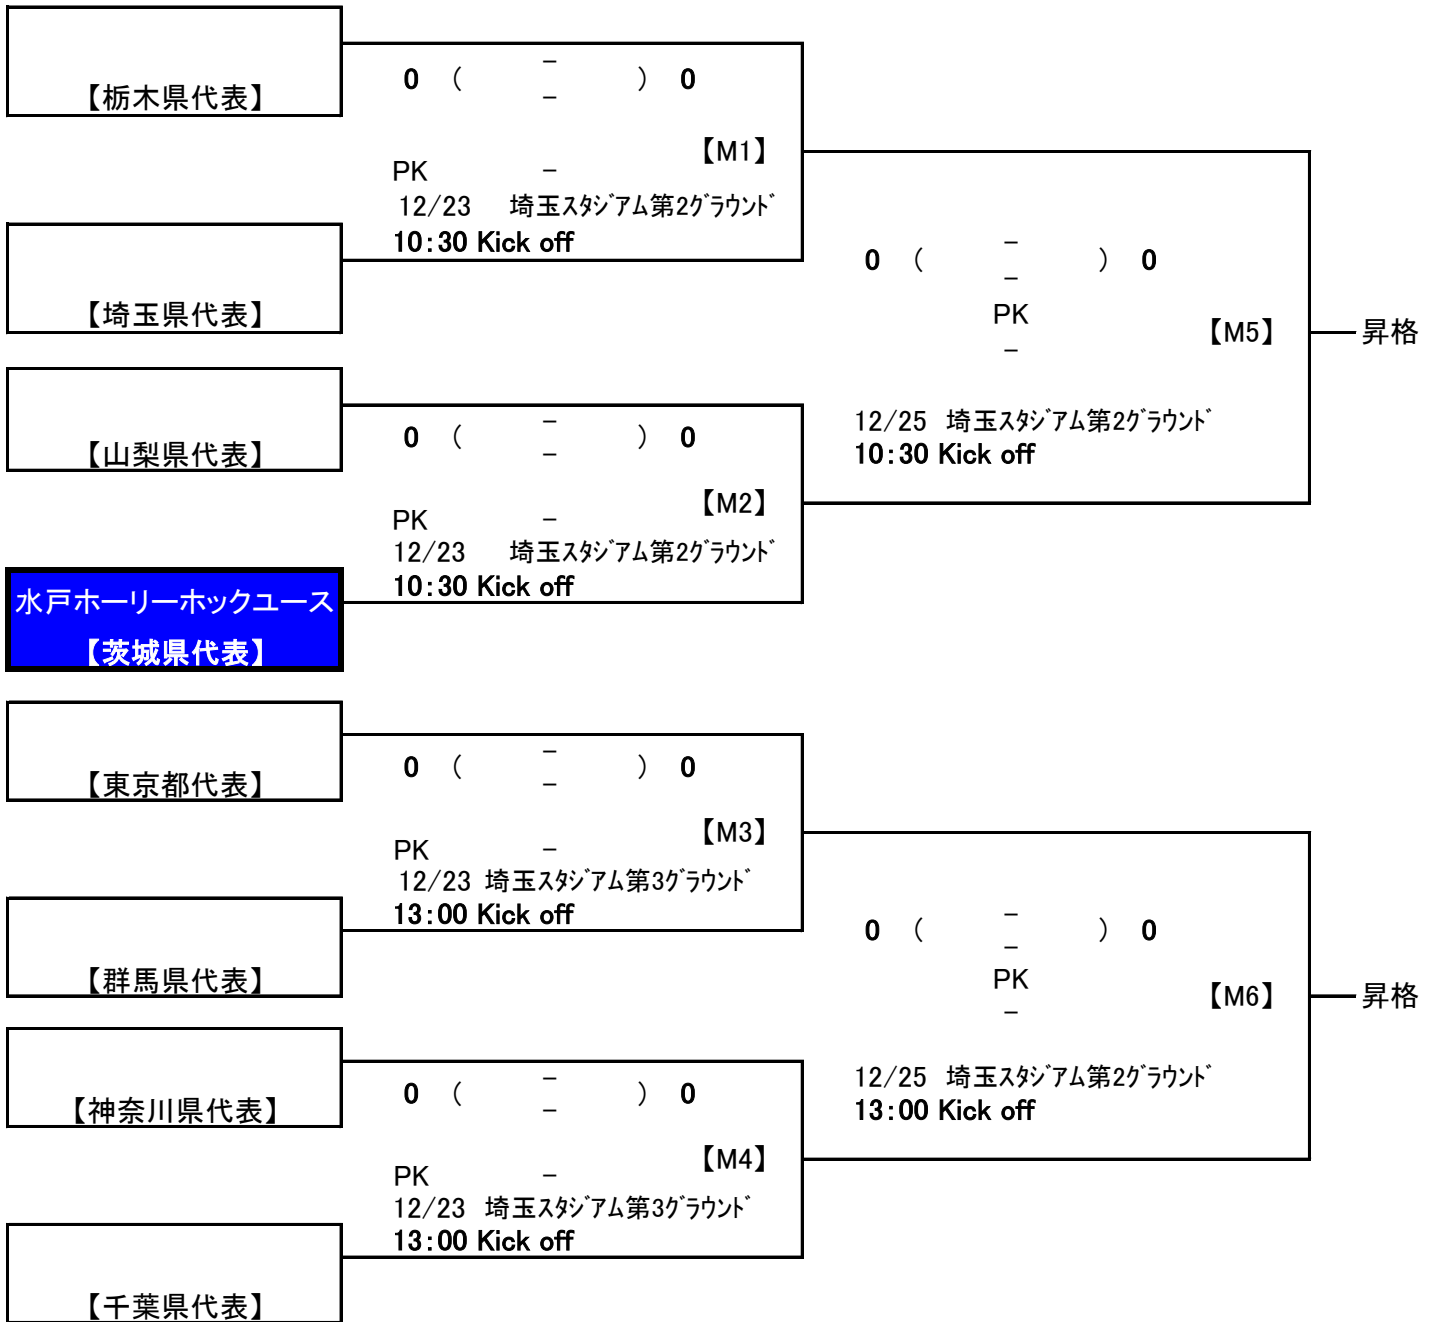 【栃木県代表】
0 ( - ) 0
-
【M1】
PK -
12/23 埼玉ｽﾀｼﾞｱﾑ第2ｸﾞﾗｳﾝﾄﾞ
10:30 Kick off
【埼玉県代表】
【山梨県代表】
0 ( - ) 0
-
【M2】
PK -
12/23 埼玉ｽﾀｼﾞｱﾑ第2ｸﾞﾗｳﾝﾄﾞ
10:30 Kick off
水戸ホーリーホックユース
【茨城県代表】
0 ( - ) 0
-
PK
-
【M5】
昇格
12/25 埼玉ｽﾀｼﾞｱﾑ第2ｸﾞﾗｳﾝﾄﾞ
10:30 Kick off
【東京都代表】
0 ( - ) 0
-
【M3】
PK -
12/23 埼玉ｽﾀｼﾞｱﾑ第3ｸﾞﾗｳﾝﾄﾞ
13:00 Kick off
【群馬県代表】
【神奈川県代表】
0 ( - ) 0
-
【M4】
PK -
12/23 埼玉ｽﾀｼﾞｱﾑ第3ｸﾞﾗｳﾝﾄﾞ
13:00 Kick off
【千葉県代表】
0 ( - ) 0
-
PK
-
【M6】
昇格
12/25 埼玉ｽﾀｼﾞｱﾑ第2ｸﾞﾗｳﾝﾄﾞ
13:00 Kick off